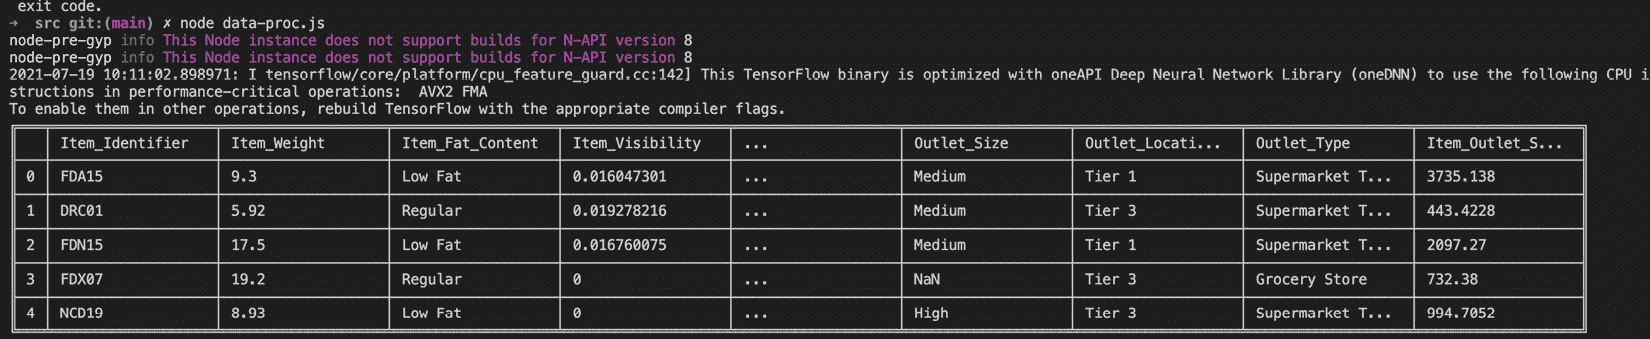 exit code.
→ src git:(main) ✗ node data-proc.js
node-pre-gyp info This Node instance does not support builds for N-API version 8
node-pre-gyp info This Node instance does not support builds for N-API version 8
2021-07-19 10:11:02.898971: I tensorflow/core/platform/cpu_feature_guard.cc:142] This TensorFlow binary is optimized with oneAPI Deep Neural Network Library (oneDNN) to use the following CPU i
structions in performance-critical operations:  AVX2 FMA
To enable them in other operations, rebuild TensorFlow with the appropriate compiler flags.
Item_Identifier Item_Weight Item_Fat_Content Item_Visibility ... Outlet_Size Outlet_Locati... Outlet_Type Item_Outlet_S...
0 FDA15 9.3 Low Fat 0.016047301 ... Medium Tier 1 Supermarket T... 3735.138
1 DRC01 5.92 Regular 0.019278216 ... Medium Tier 3 Supermarket T... 443.4228
2 FDN15 17.5 Low Fat 0.016760075 ... Medium Tier 1 Supermarket T... 2097.27
3 FDX07 19.2 Regular 0 ... NaN Tier 3 Grocery Store 732.38
4 NCD19 8.93 Low Fat 0 ... High Tier 3 Supermarket T... 994.7052